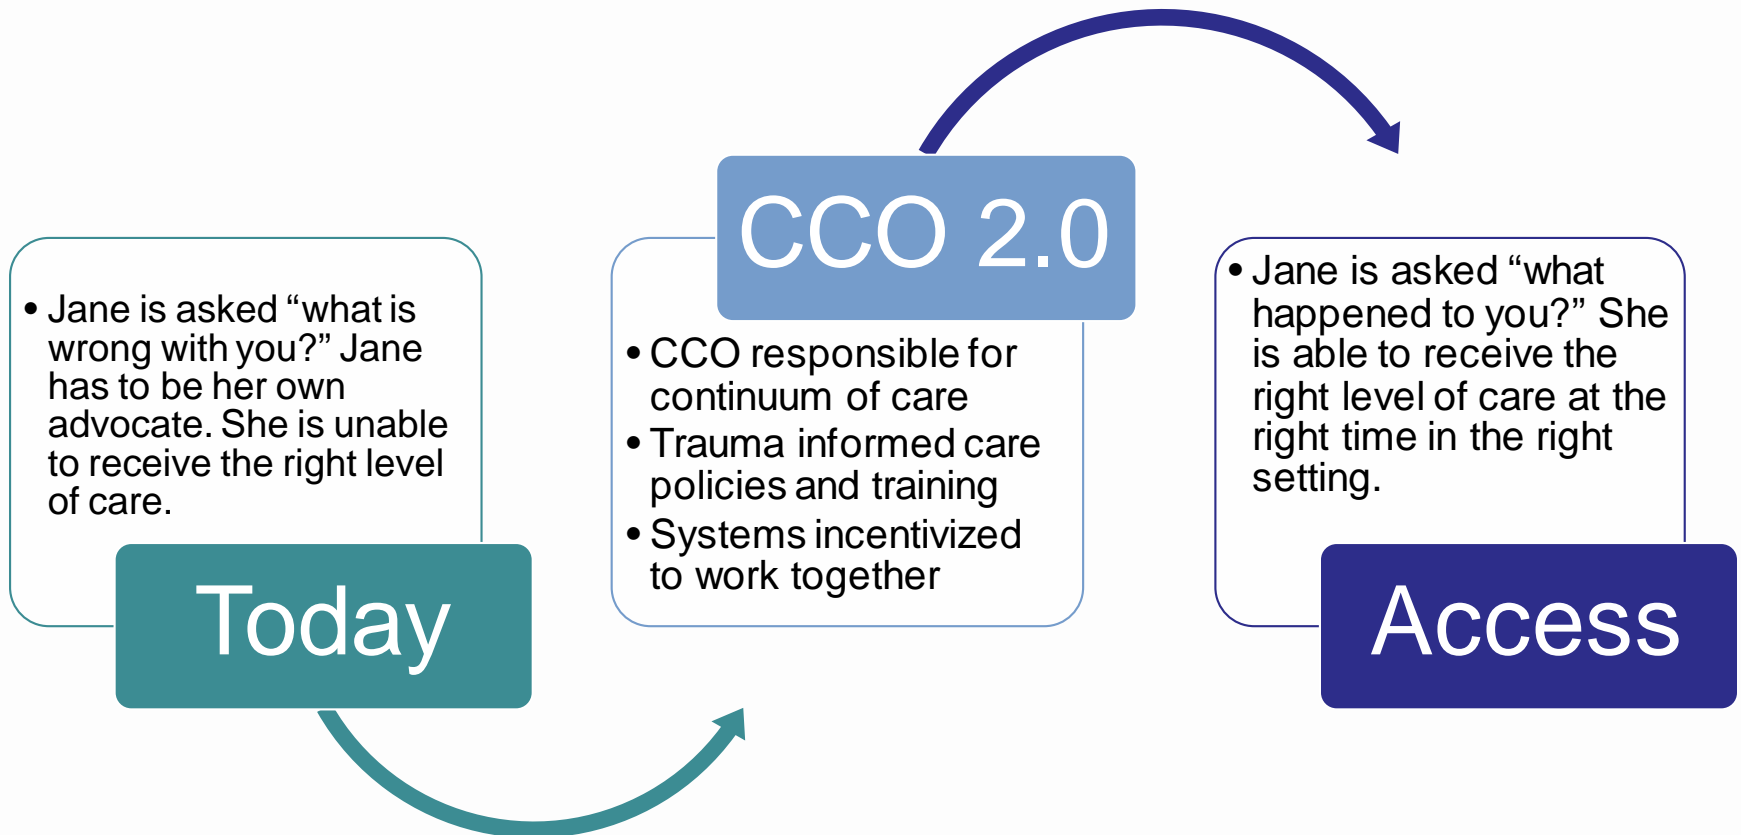 • Jane is asked “what is
wrong with you?” Jane
has to be her own
advocate. She is unable
to receive the right level
of care.
Today
CCO 2.0
• CCO responsible for
continuum of care
• Trauma informed care
policies and training
• Systems incentivized
to work together
• Jane is asked “what
happened to you?” She
is able to receive the
right level of care at the
right time in the right
setting.
Access